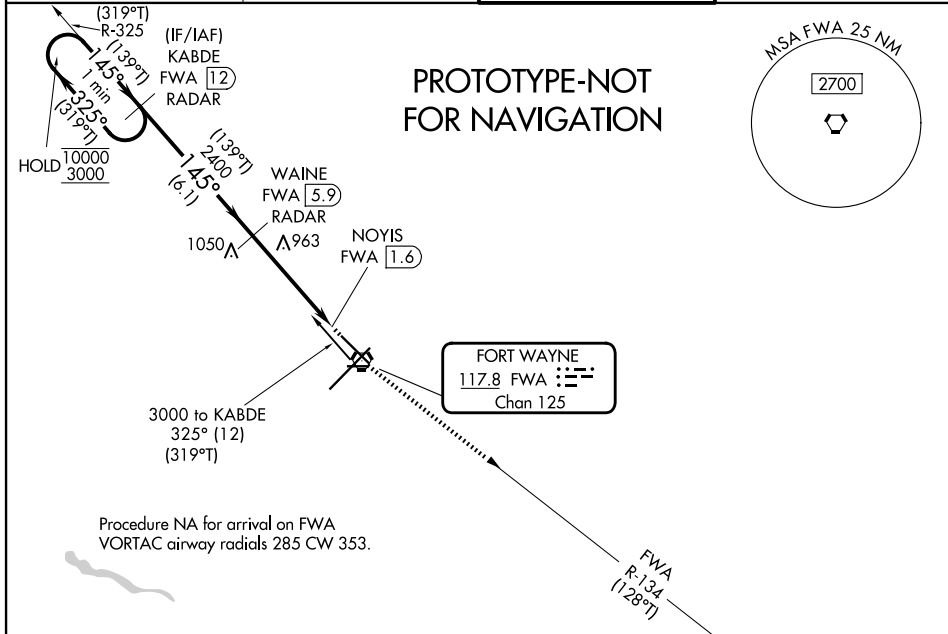 (319°T)
R-325
(139°T)
145°
1 min
325°
(319°T)
HOLD 10000
3000
(IF/IAF)
KABDE
FWA 12
RADAR
PROTOTYPE-NOT
FOR NAVIGATION
MSA FWA 25 NM
2700
(139°T)
2400
145°
(6.1)
WAINE
FWA 5.9
RADAR
1050
963
NOYIS
FWA 1.6
FORT WAYNE
117.8 FWA
Chan 125
3000 to KABDE
325° (12)
(319°T)
Procedure NA for arrival on FWA
VORTAC airway radials 285 CW 353.
FWA
R-134
(128°T)